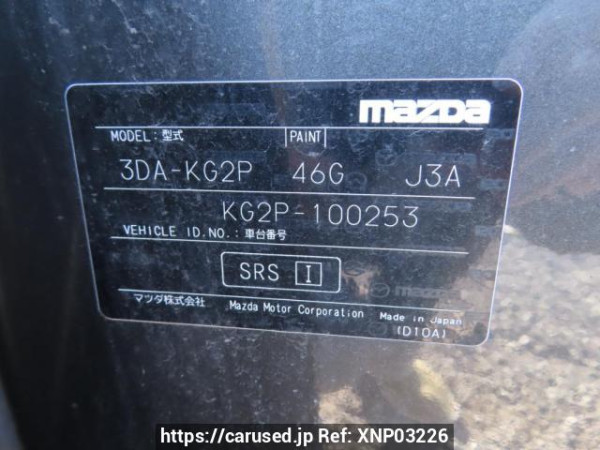 mazda
MODEL:型式 PAINT
3DA-KG2P 46G J3A
KG2P-100253
VEHICLE ID.NO.:車台番号
SRS I
マツダ株式会社 Mazda Motor Corporation Made in Japan
(D10A)
https://carused.jp Ref: XNP03226